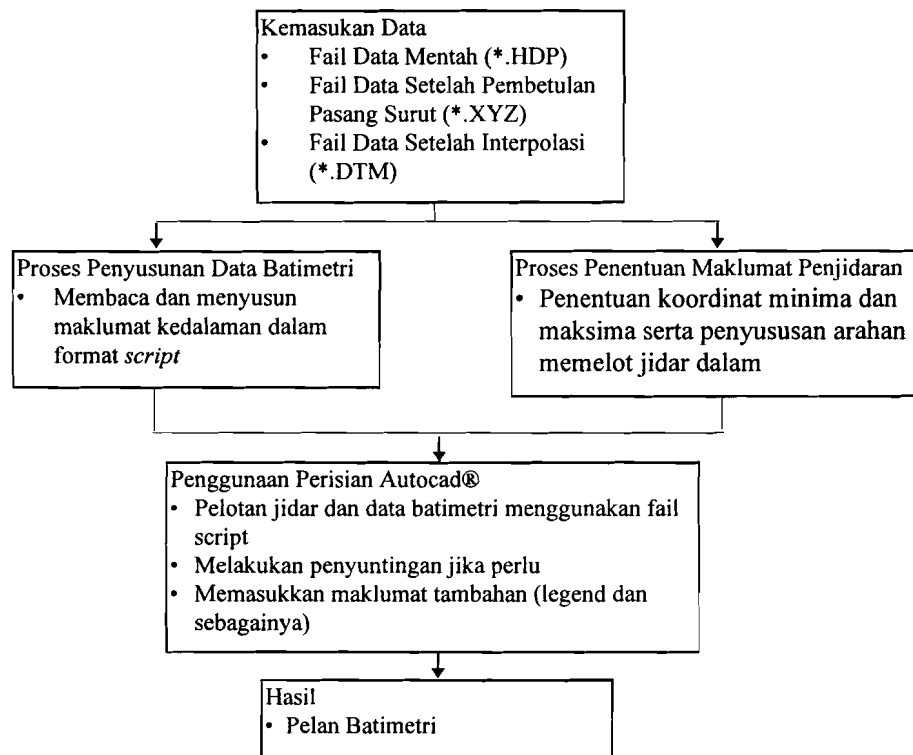 Kemasukan Data
• Fail Data Mentah (*.HDP)
• Fail Data Setelah Pembetulan
Pasang Surut (*.XYZ)
• Fail Data Setelah Interpolasi
(*.DTM)
Proses Penyusunan Data Batimetri
• Membaca dan menyusun
maklumat kedalaman dalam
format script
Proses Penentuan Maklumat Penjidaran
• Penentuan koordinat minima dan
maksima serta penyususan arahan
memelot jidar dalam
Penggunaan Perisian Autocad®
• Pelotan jidar dan data batimetri menggunakan fail
script
• Melakukan penyuntingan jika perlu
• Memasukkan maklumat tambahan (legend dan
sebagainya)
Hasil
• Pelan Batimetri